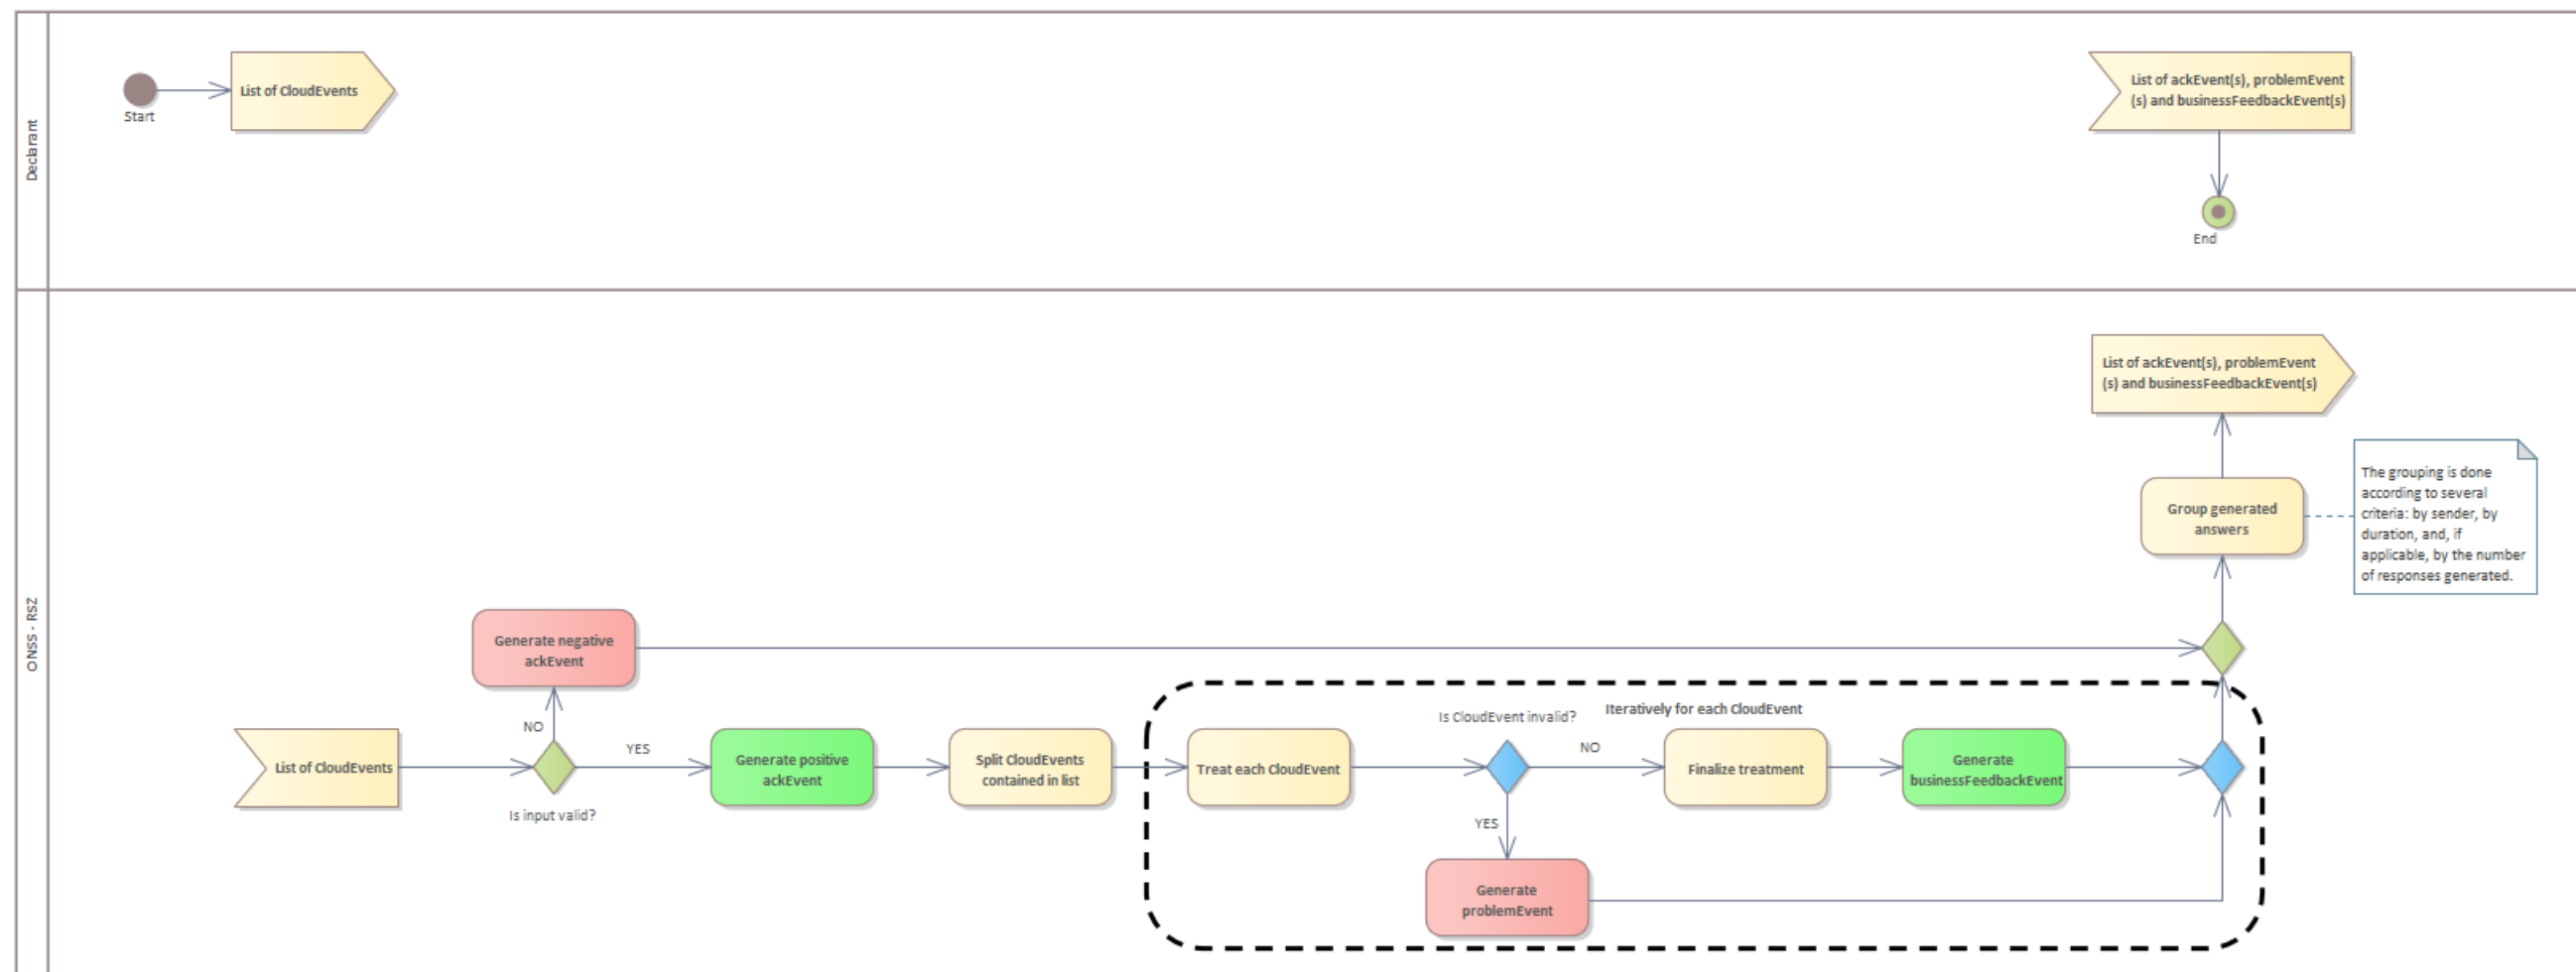 Declarant
Start
List of CloudEvents
List of ackEvent(s), problemEvent
(s) and businessFeedbackEvent(s)
End
ONSS - RSZ
List of ackEvent(s), problemEvent
(s) and businessFeedbackEvent(s)
The grouping is done
according to several
criteria: by sender, by
duration, and, if
applicable, by the number
of responses generated.
Group generated
answers
Generate negative
ackEvent
NO
List of CloudEvents
Is input valid?
YES
Generate positive
ackEvent
Split CloudEvents
contained in list
Iteratively for each CloudEvent
Treat each CloudEvent
Is CloudEvent invalid?
NO
Finalize treatment
Generate
businessFeedbackEvent
YES
Generate
problemEvent